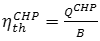 η_th^CHP = Q^CHP / B